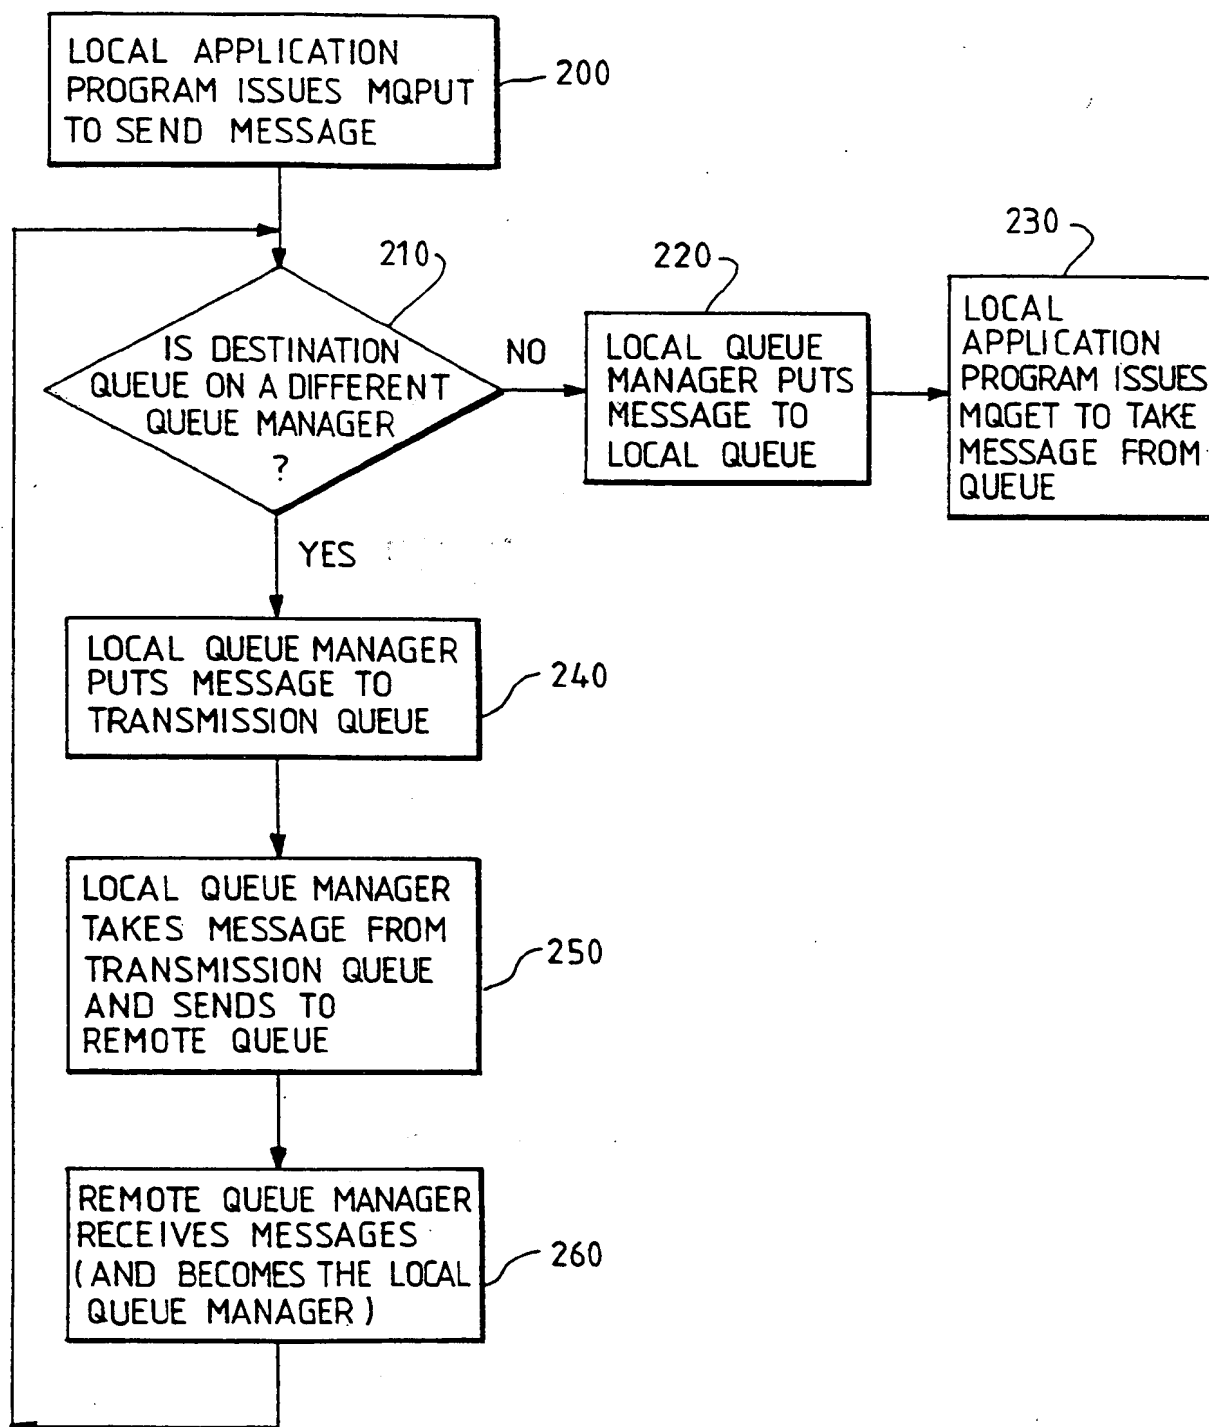 LOCAL APPLICATION
PROGRAM ISSUES MQPUT
TO SEND MESSAGE
200
210
IS DESTINATION
QUEUE ON A DIFFERENT
QUEUE MANAGER
?
NO
220
LOCAL QUEUE
MANAGER PUTS
MESSAGE TO
LOCAL QUEUE
230
LOCAL
APPLICATION
PROGRAM ISSUES
MQGET TO TAKE
MESSAGE FROM
QUEUE
YES
LOCAL QUEUE MANAGER
PUTS MESSAGE TO
TRANSMISSION QUEUE
240
LOCAL QUEUE MANAGER
TAKES MESSAGE FROM
TRANSMISSION QUEUE
AND SENDS TO
REMOTE QUEUE
250
REMOTE QUEUE MANAGER
RECEIVES MESSAGES
(AND BECOMES THE LOCAL
QUEUE MANAGER)
260